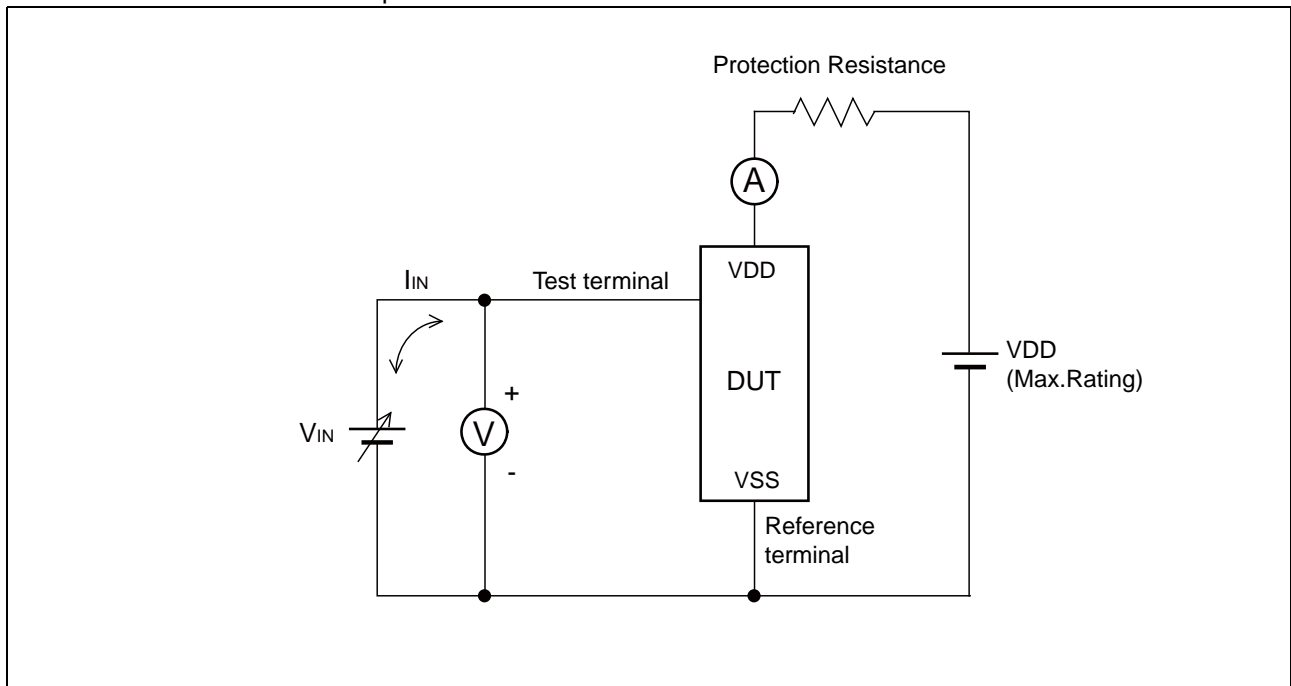 Protection Resistance
A
IIN
Test terminal
VDD
VDD
(Max.Rating)
DUT
+
VIN
V
-
VSS
Reference
terminal